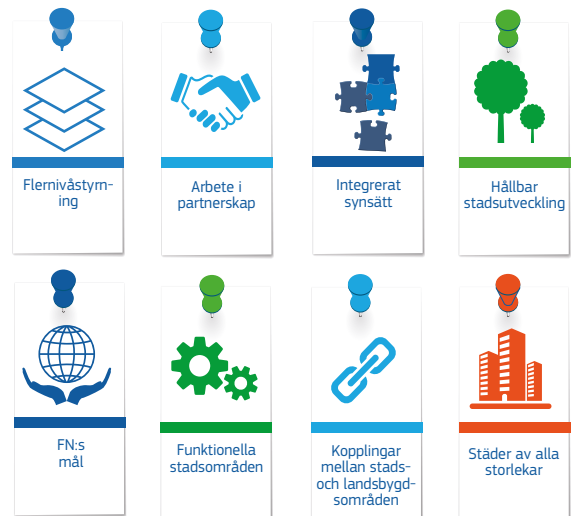 Flernivåstyrn-
ing
Arbete i
partnerskap
Integrerat
synsätt
Hållbar
stadsutveckling
FN:s
mål
Funktionella
stadsområden
Kopplingar
mellan stads-
och landsbygd-
sområden
Städer av alla
storlekar